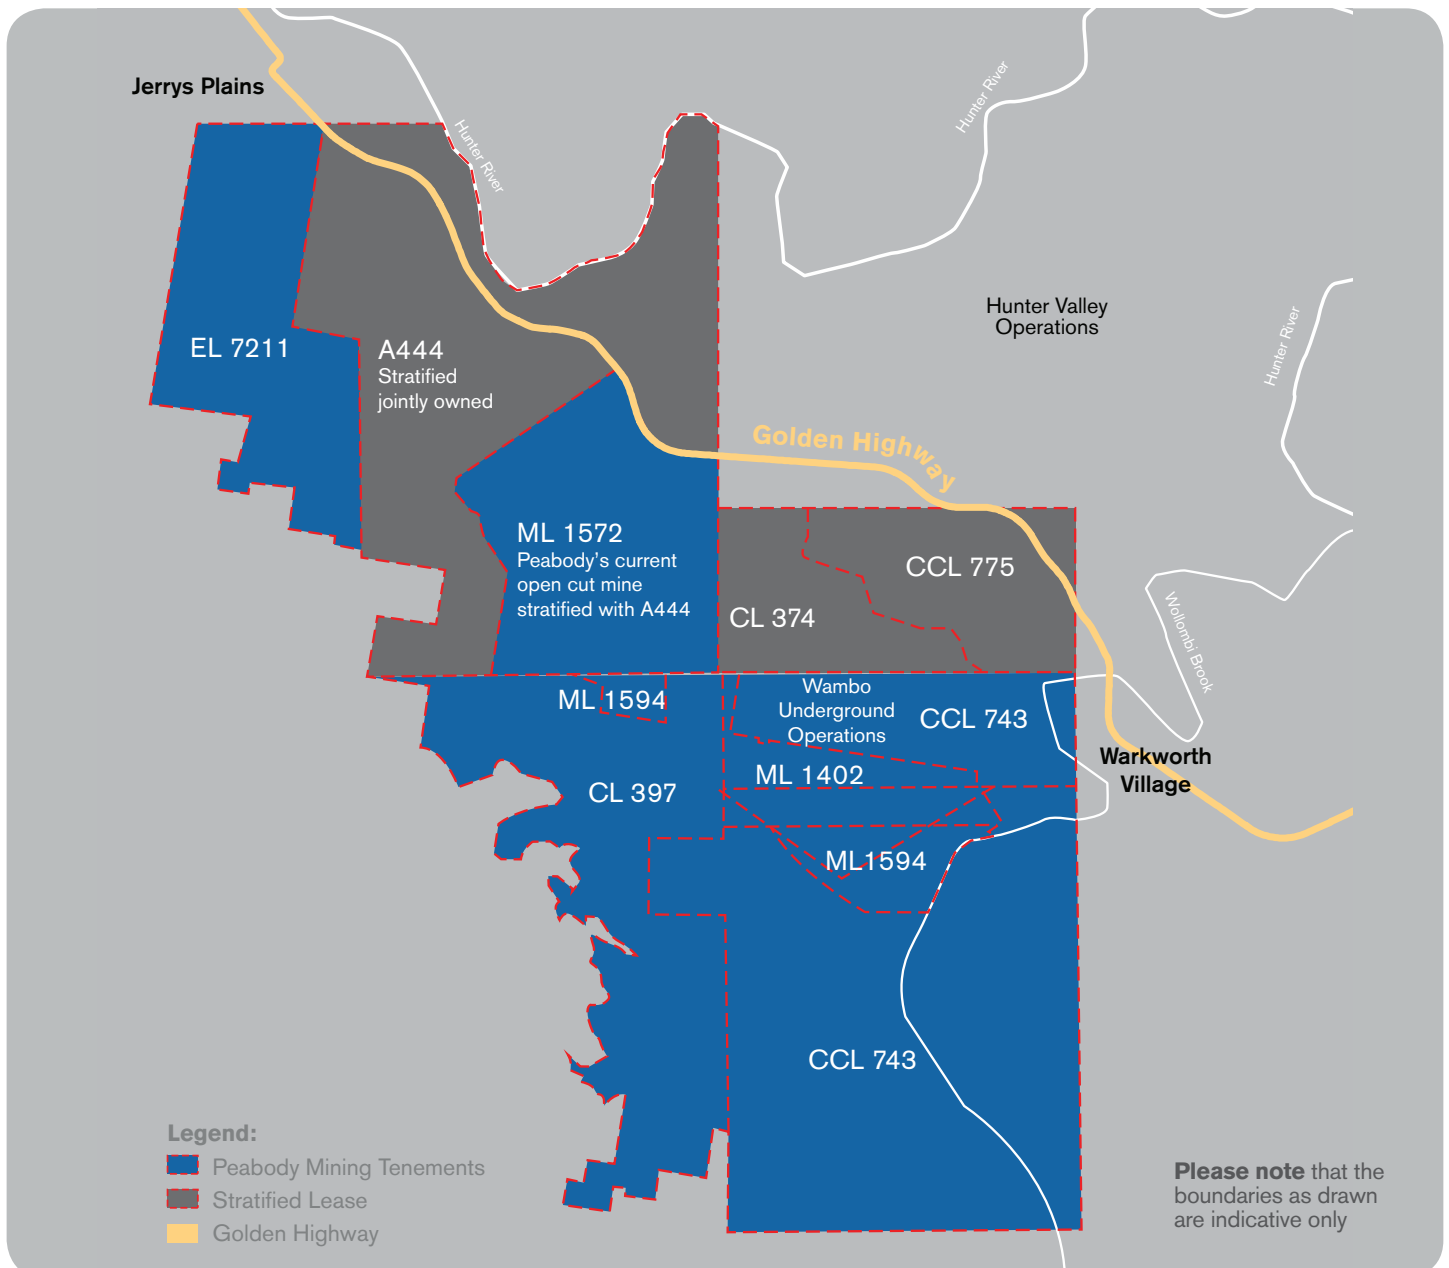 Jerrys Plains
Hunter River
Hunter River
Hunter Valley
Operations
Hunter River
EL 7211
A444
Stratified
jointly owned
Golden Highway
ML 1572
Peabody’s current
open cut mine
stratified with A444
CCL 775
CL 374
Wollombi Brook
ML 1594
Wambo
Underground
Operations
CCL 743
ML 1402
CL 397
Warkworth
Village
ML1594
CCL 743
Legend:
Peabody Mining Tenements
Stratified Lease
Golden Highway
Please note that the
boundaries as drawn
are indicative only